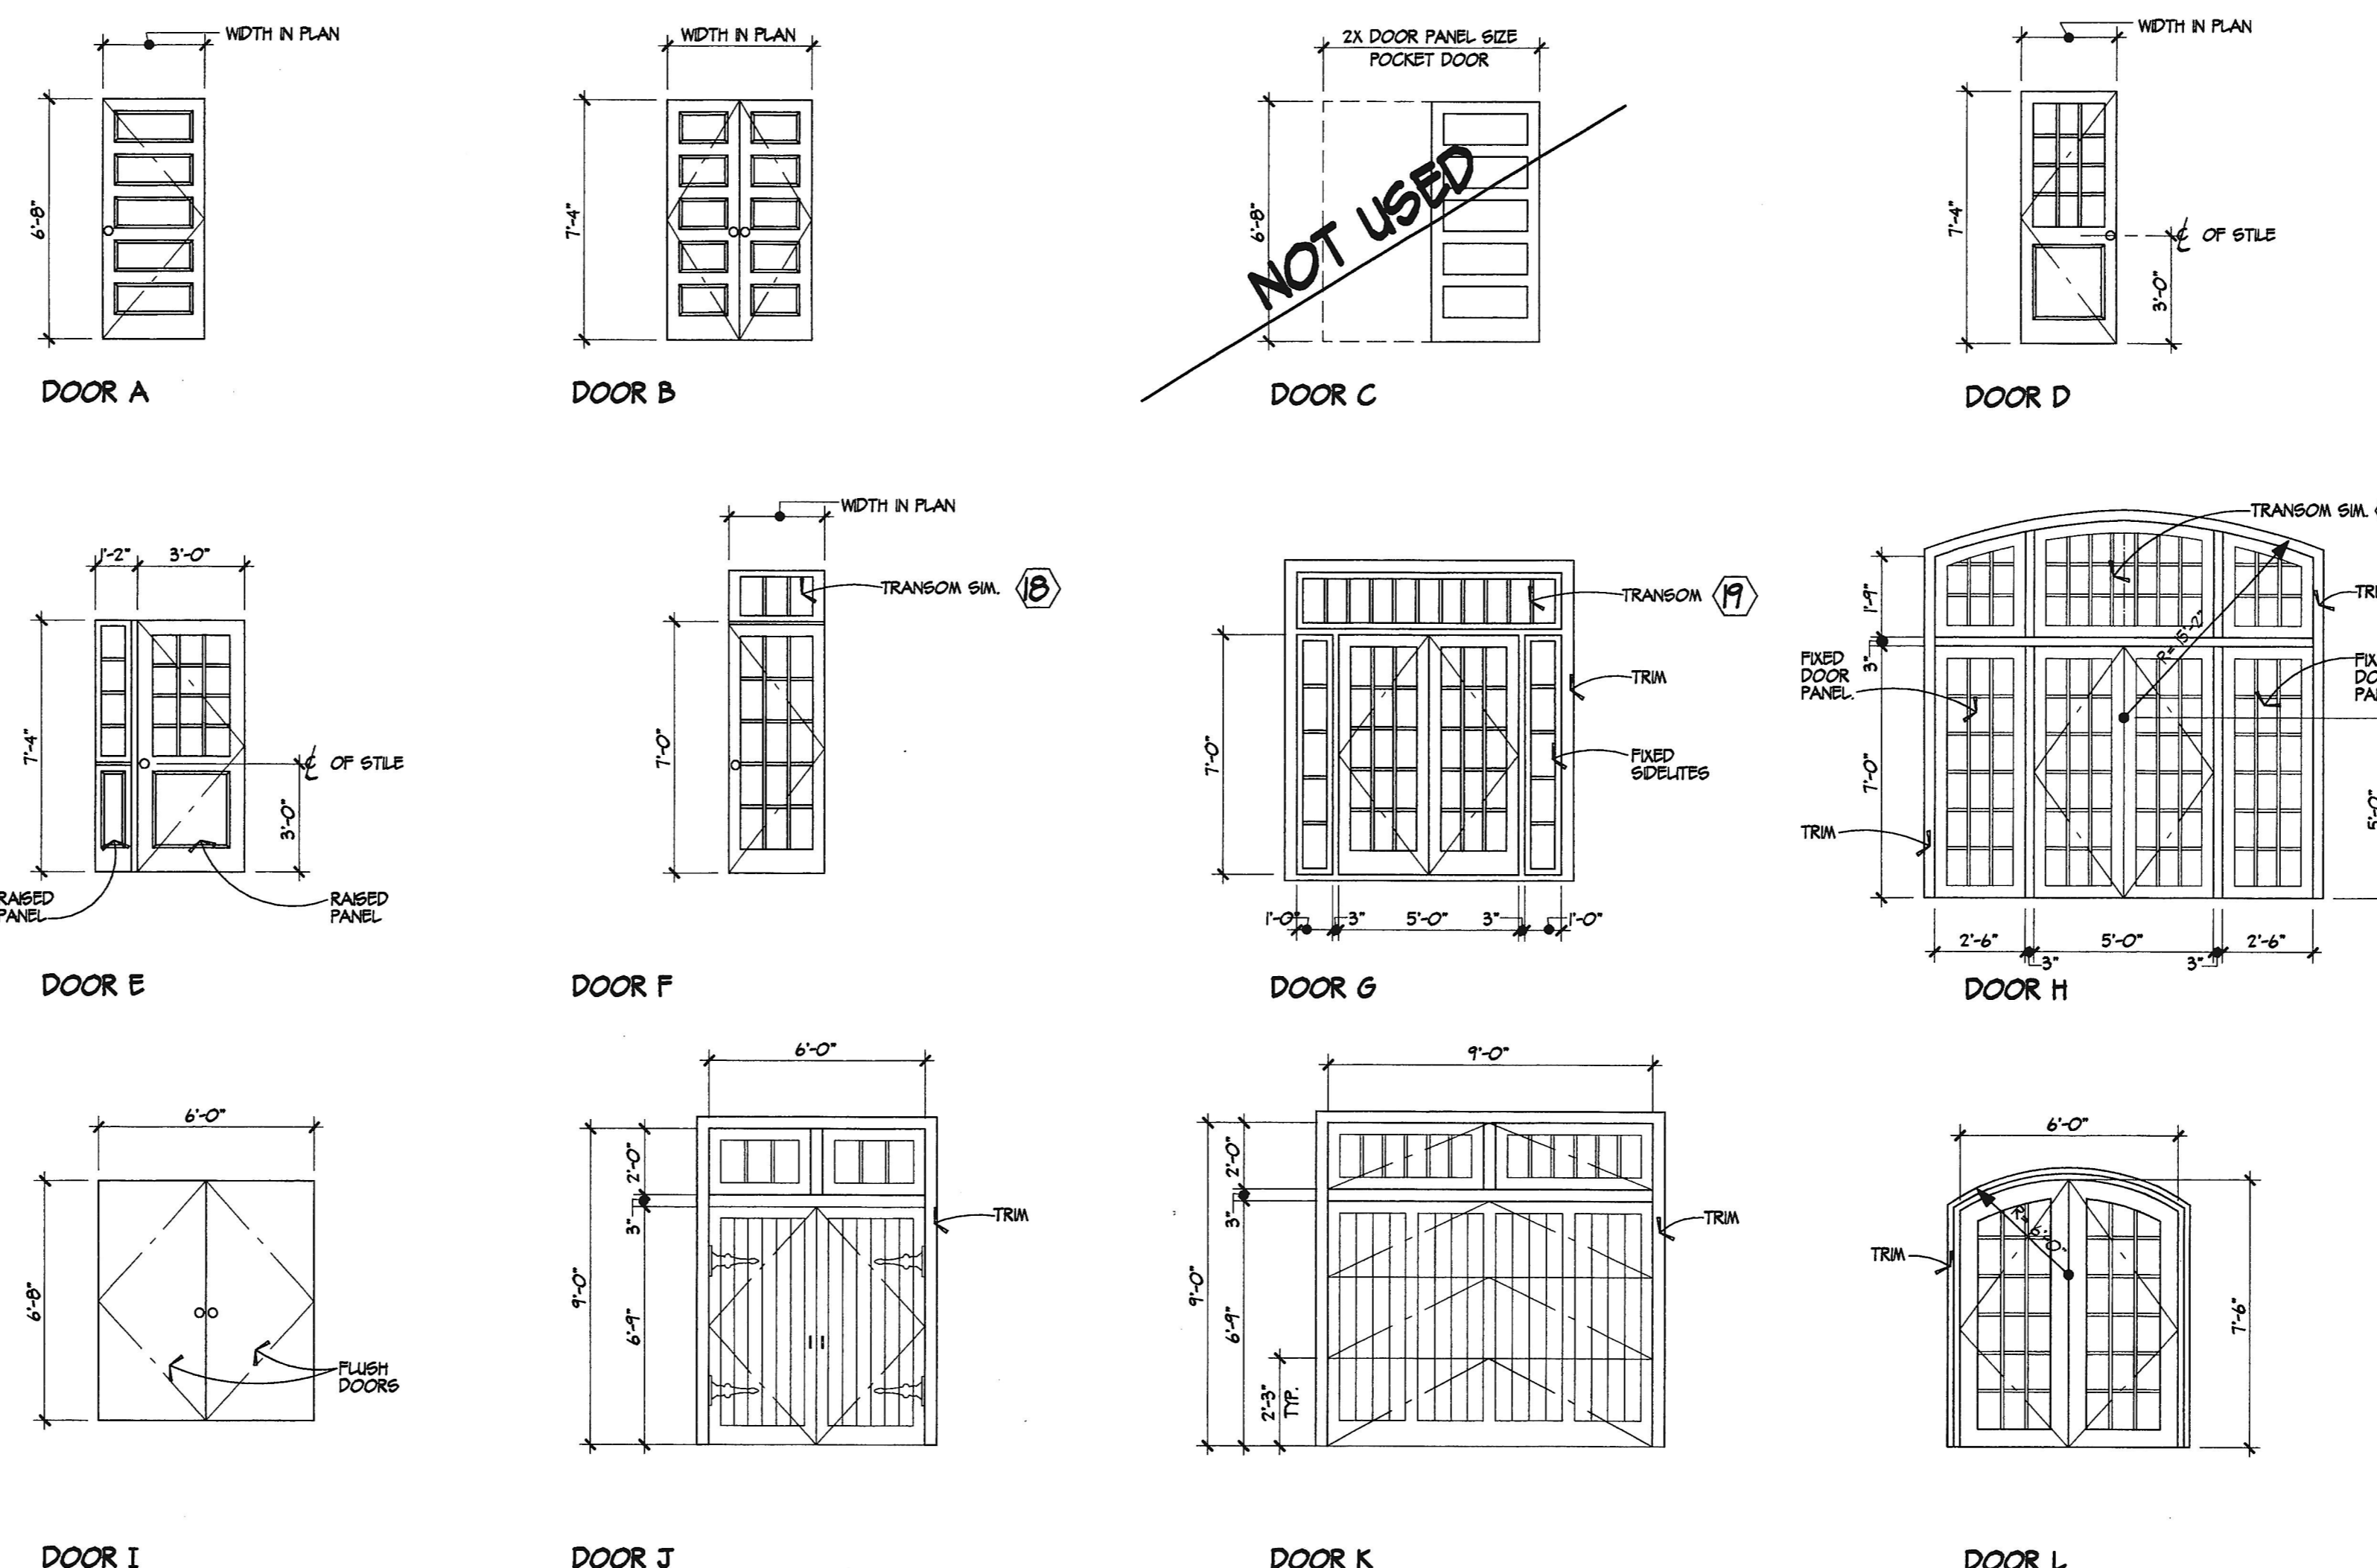 WIDTH IN PLAN
6'-8"
DOOR A
WIDTH IN PLAN
7'-4"
DOOR B
2X DOOR PANEL SIZE
POCKET DOOR
6'-8"
NOT USED
DOOR C
WIDTH IN PLAN
7'-4"
℄ OF STILE
3'-0"
DOOR D
1'-2"
3'-0"
7'-4"
℄ OF STILE
3'-0"
RAISED
PANEL
RAISED
PANEL
DOOR E
WIDTH IN PLAN
TRANSOM SIM. 18
7'-0"
DOOR F
TRANSOM 19
TRIM
7'-0"
FIXED
SIDELITES
1'-0"
3"
5'-0"
3"
1'-0"
DOOR G
TRANSOM SIM.
1'-9"
R= 15'-2"
3"
FIXED
DOOR
PANEL.
7'-0"
5'-0"
TRIM
2'-6"
5'-0"
2'-6"
3"
3"
DOOR H
6'-0"
6'-8"
FLUSH
DOORS
DOOR I
6'-0"
2'-0"
3"
TRIM
9'-0"
6'-9"
DOOR J
9'-0"
2'-0"
3"
TRIM
9'-0"
6'-9"
2'-3"
TYP.
DOOR K
6'-0"
TRIM
7'-6"
DOOR L